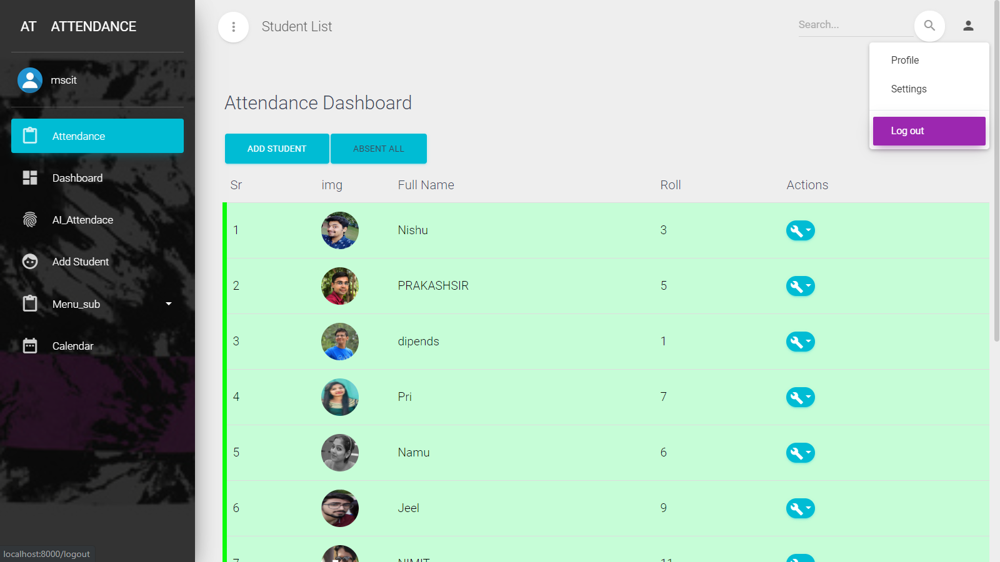 AT ATTENDANCE
mscit
Attendance
Dashboard
AI_Attendace
Add Student
Menu_sub
Calendar
localhost:8000/logout
Student List
Search...
Profile
Settings
Log out
Attendance Dashboard
ADD STUDENT
ABSENT ALL
Sr img Full Name Roll Actions
1 Nishu 3
2 PRAKASHSIR 5
3 dipends 1
4 Pri 7
5 Namu 6
6 Jeel 9
7 NIMIT 11